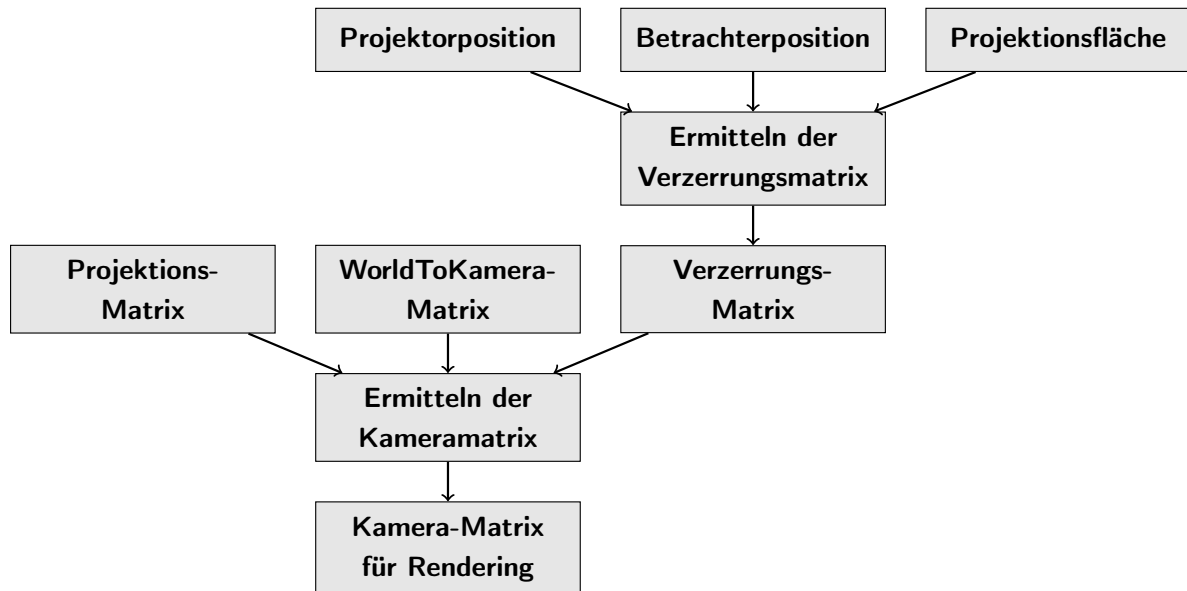 Projektorposition
Betrachterposition
Projektionsfläche
Ermitteln der
Verzerrungsmatrix
Projektions-
Matrix
WorldToKamera-
Matrix
Verzerrungs-
Matrix
Ermitteln der
Kameramatrix
Kamera-Matrix
für Rendering